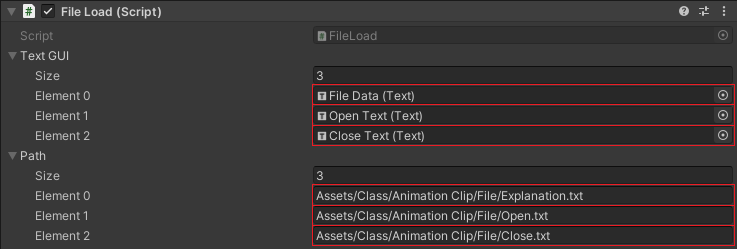 File Load (Script)
Script FileLoad
Text GUI
Size 3
Element 0 File Data (Text)
Element 1 Open Text (Text)
Element 2 Close Text (Text)
Path
Size 3
Element 0 Assets/Class/Animation Clip/File/Explanation.txt
Element 1 Assets/Class/Animation Clip/File/Open.txt
Element 2 Assets/Class/Animation Clip/File/Close.txt